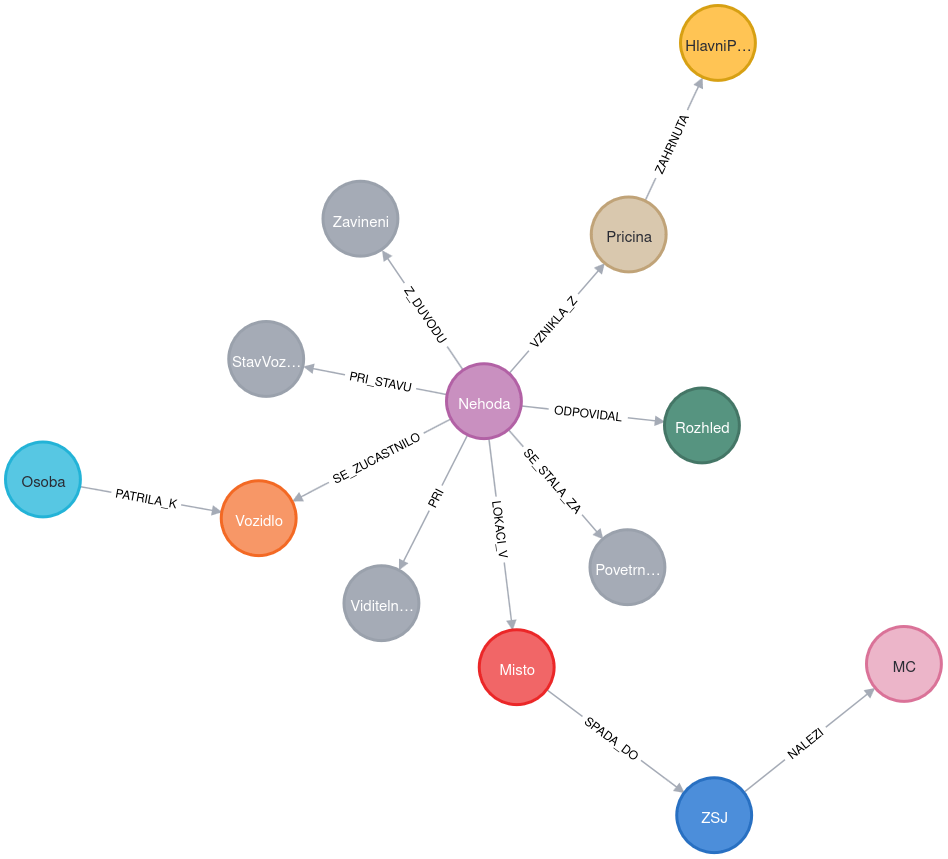 HlavniP…
ZAHRNUTA
Zavineni
Pricina
Z_DUVODU
VZNIKLA_Z
StavVoz…
PRI_STAVU
Nehoda
ODPOVIDAL
Rozhled
SE_ZUCASTNILO
Osoba
PATRILA_K
Vozidlo
PRI
LOKACI_V
SE_STALA_ZA
Viditeln…
Povetrn…
Misto
MC
SPADA_DO
NALEZI
ZSJ